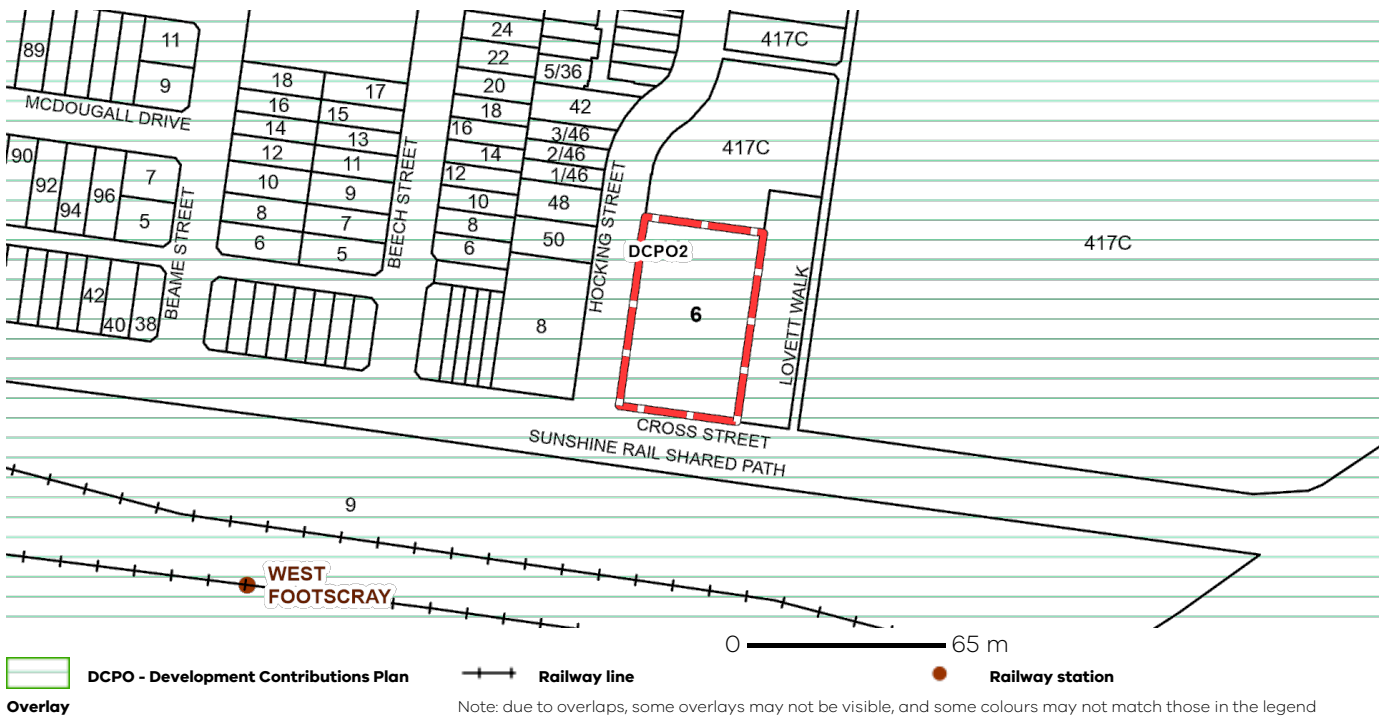 89
11
9
MCDOUGALL DRIVE
90
92
94
96
7
5
42
40
38
BEAME STREET
18
17
16
15
14
13
12
11
10
9
8
7
6
5
BEECH STREET
24
22
20
18
16
14
12
10
8
6
5/36
42
3/46
2/46
1/46
48
50
8
HOCKING STREET
417C
417C
417C
DCPO2
6
LOVETT WALK
CROSS STREET
SUNSHINE RAIL SHARED PATH
9
WEST
FOOTSCRAY
0 65 m
DCPO - Development Contributions Plan
Overlay
Railway line
Railway station
Note: due to overlaps, some overlays may not be visible, and some colours may not match those in the legend